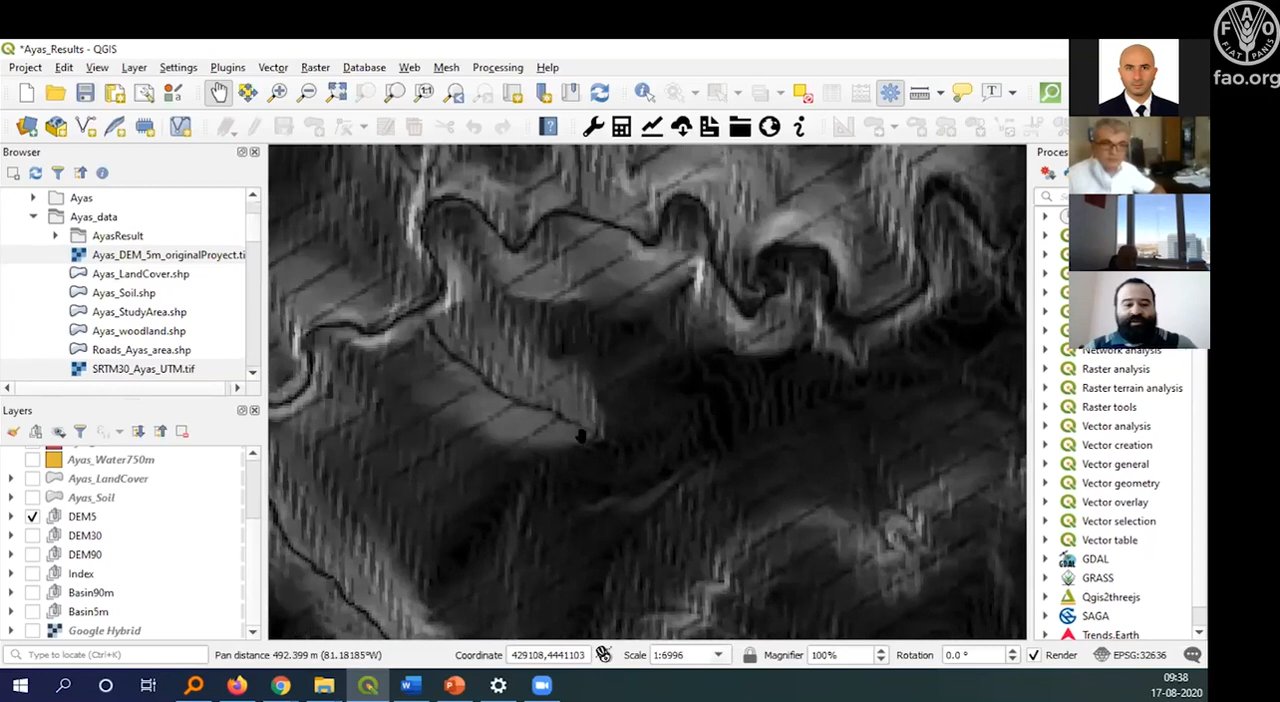 FAO
FIAT PANIS
fao.org
*Ayas_Results - QGIS
Project Edit View Layer Settings Plugins Vector Raster Database Web Mesh Processing Help
Browser
Ayas
Ayas_data
AyasResult
Ayas_DEM_5m_originalProyect.ti
Ayas_LandCover.shp
Ayas_Soil.shp
Ayas_StudyArea.shp
Ayas_woodland.shp
Roads_Ayas_area.shp
SRTM30_Ayas_UTM.tif
Layers
Ayas_Water750m
Ayas_LandCover
Ayas_Soil
DEM5
DEM30
DEM90
Index
Basin90m
Basin5m
Google Hybrid
Proces
Network analysis
Raster analysis
Raster terrain analysis
Raster tools
Vector analysis
Vector creation
Vector general
Vector geometry
Vector overlay
Vector selection
Vector table
GDAL
GRASS
Qgis2threejs
SAGA
Trends.Earth
Type to locate (Ctrl+K) Pan distance 492.399 m (81.18185°W) Coordinate 429108,4441103 Scale 1:6996 Magnifier 100% Rotation 0.0 ° Render EPSG:32636
09:38
17-08-2020